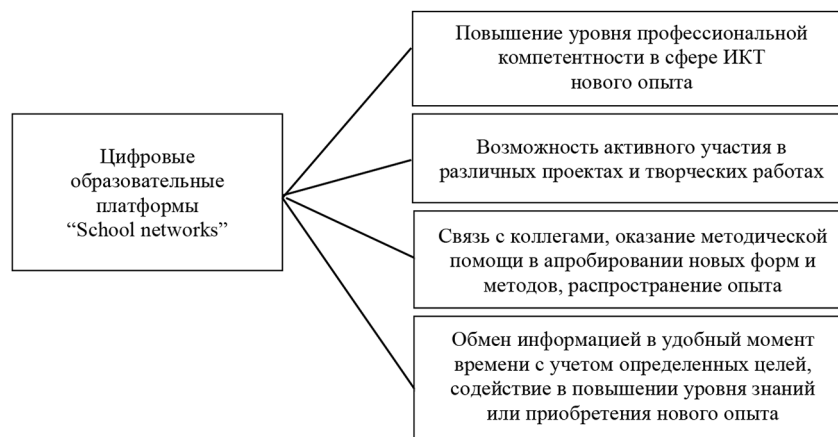 Цифровые
образовательные
платформы
“School networks”
Повышение уровня профессиональной
компетентности в сфере ИКТ
нового опыта
Возможность активного участия в
различных проектах и творческих работах
Связь с коллегами, оказание методической
помощи в апробировании новых форм и
методов, распространение опыта
Обмен информацией в удобный момент
времени с учетом определенных целей,
содействие в повышении уровня знаний
или приобретения нового опыта